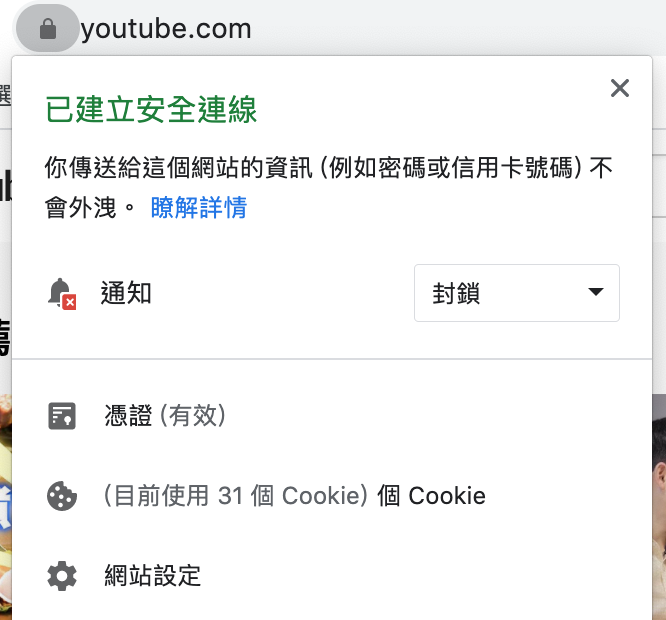 youtube.com
已建立安全連線
你傳送給這個網站的資訊 (例如密碼或信用卡號碼) 不
會外洩。 瞭解詳情
通知 封鎖
憑證 (有效)
(目前使用 31 個 Cookie) 個 Cookie
網站設定